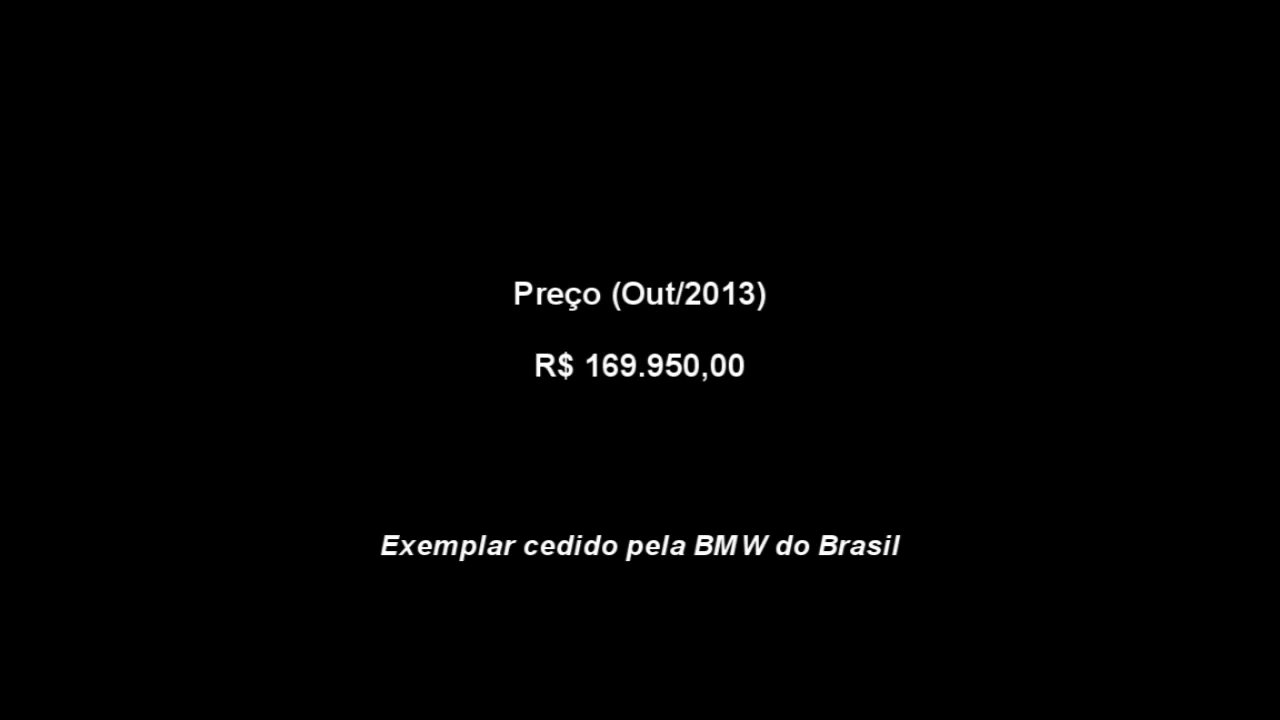 Preço (Out/2013)
R$ 169.950,00
Exemplar cedido pela BMW do Brasil